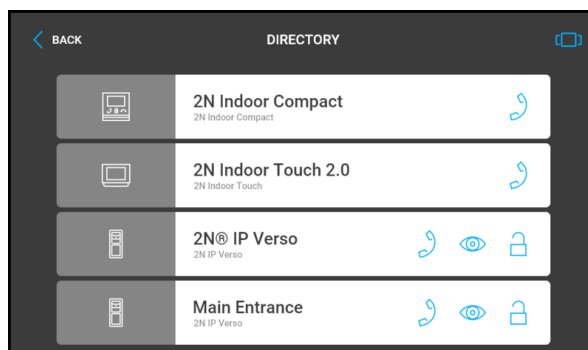 BACK
DIRECTORY
2N Indoor Compact
2N Indoor Compact
2N Indoor Touch 2.0
2N Indoor Touch
2N® IP Verso
2N IP Verso
Main Entrance
2N IP Verso